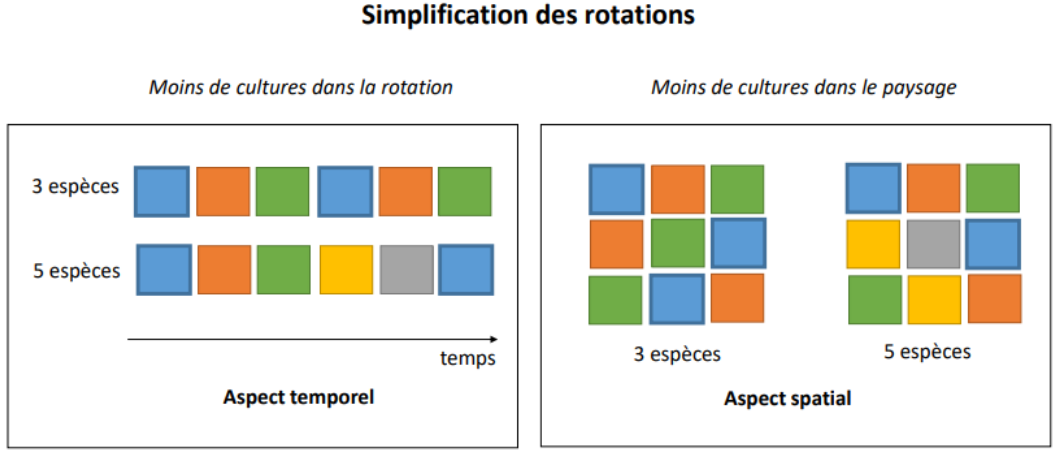 Simplification des rotations
Moins de cultures dans la rotation
3 espèces
5 espèces
temps
Aspect temporel
Moins de cultures dans le paysage
3 espèces
5 espèces
Aspect spatial